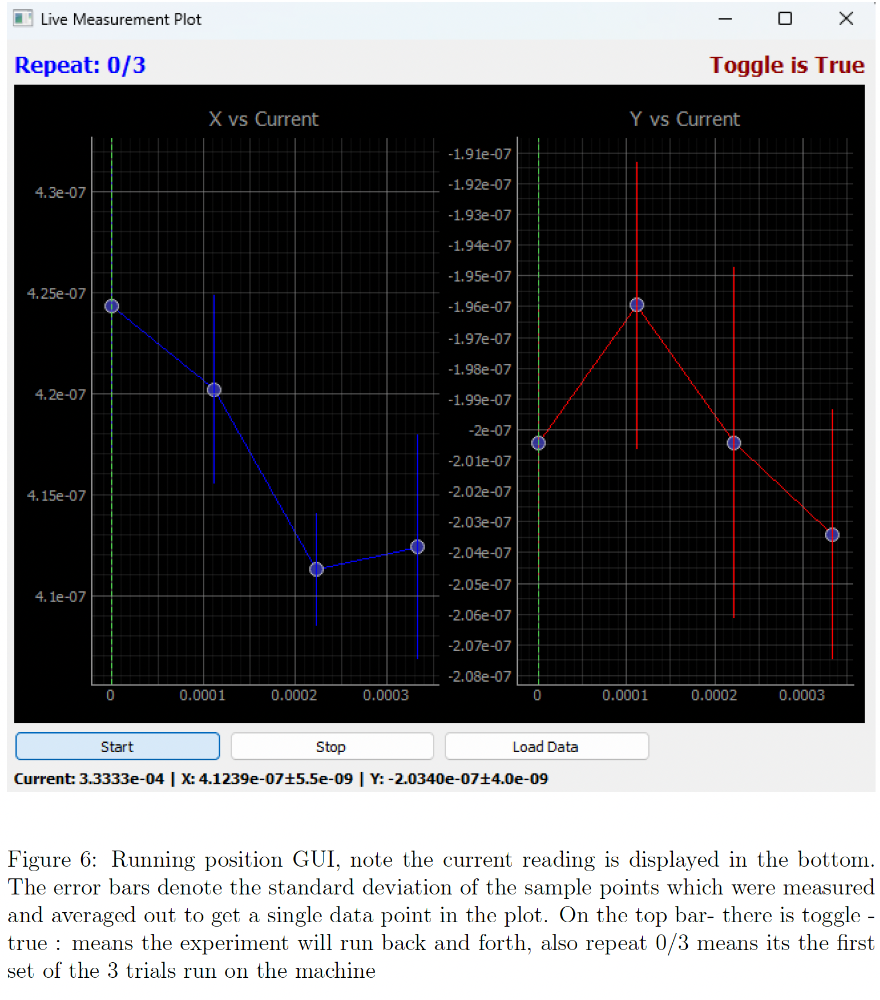 Live Measurement Plot
Repeat: 0/3
Toggle is True
X vs Current
4.3e-07
4.25e-07
4.2e-07
4.15e-07
4.1e-07
0 0.0001 0.0002 0.0003
Y vs Current
-1.91e-07
-1.92e-07
-1.93e-07
-1.94e-07
-1.95e-07
-1.96e-07
-1.97e-07
-1.98e-07
-1.99e-07
-2e-07
-2.01e-07
-2.02e-07
-2.03e-07
-2.04e-07
-2.05e-07
-2.06e-07
-2.07e-07
-2.08e-07
0 0.0001 0.0002 0.0003
Start Stop Load Data
Current: 3.3333e-04 | X: 4.1239e-07±5.5e-09 | Y: -2.0340e-07±4.0e-09
Figure 6: Running position GUI, note the current reading is displayed in the bottom.
The error bars denote the standard deviation of the sample points which were measured
and averaged out to get a single data point in the plot. On the top bar- there is toggle -
true : means the experiment will run back and forth, also repeat 0/3 means its the first
set of the 3 trials run on the machine